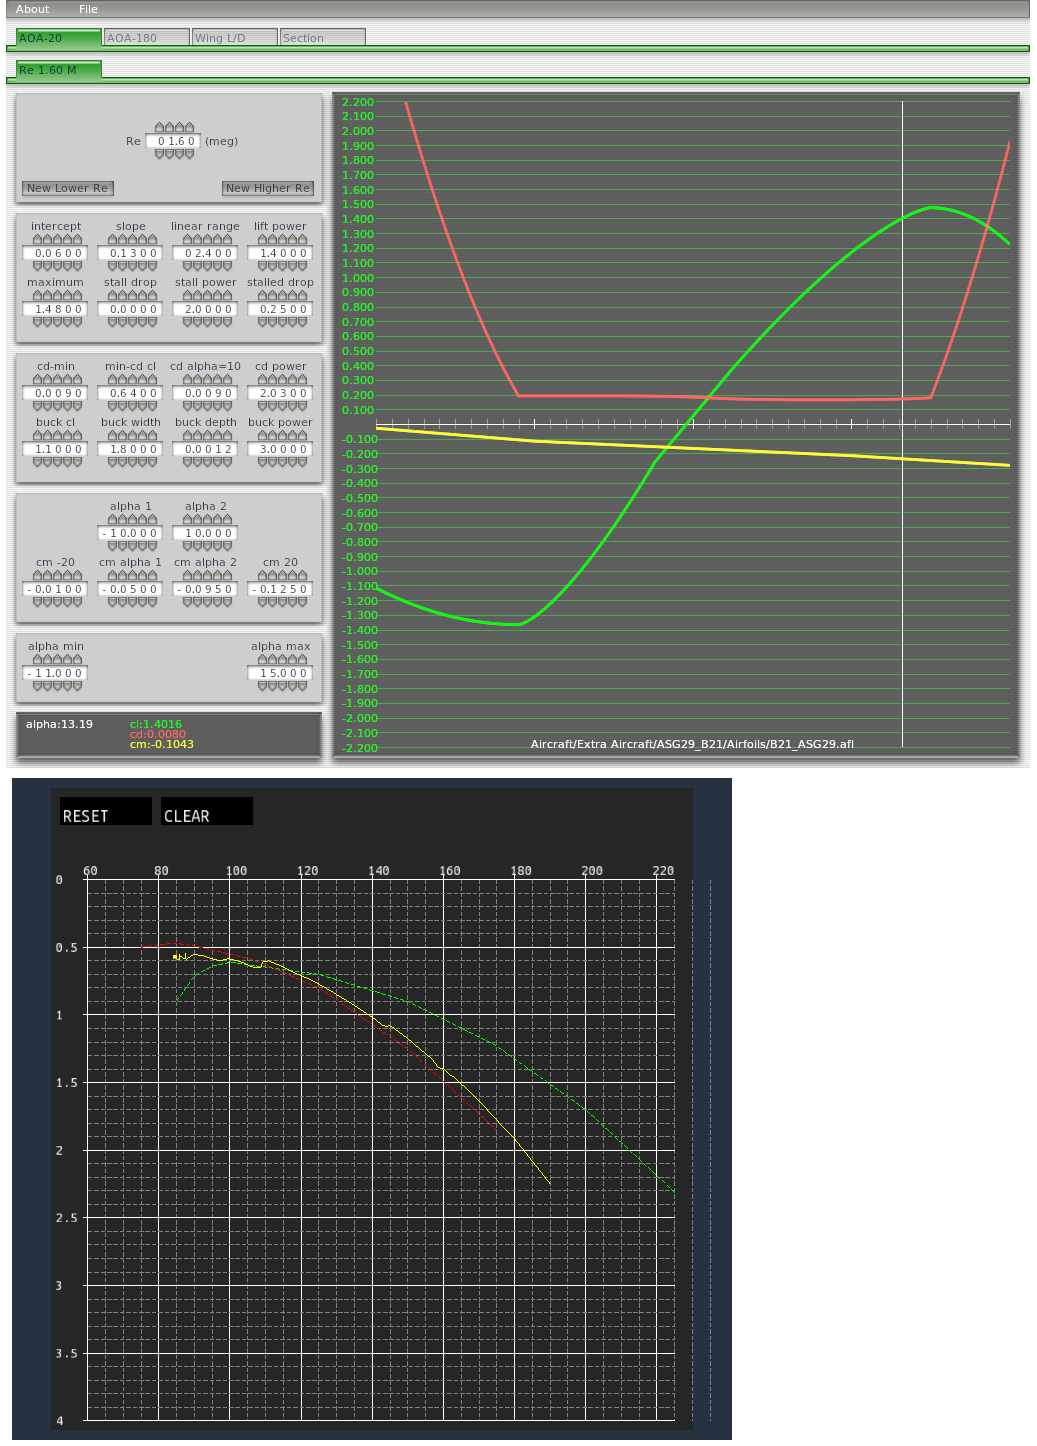 About File
AOA-20 AOA-180 Wing L/D Section
Re 1.60 M
Re 0 1.6 0 (meg)
New Lower Re New Higher Re
intercept slope linear range lift power
0.0 6 0 0 0.1 3 0 0 0 2.4 0 0 1.4 0 0 0
maximum stall drop stall power stalled drop
1.4 8 0 0 0.0 0 0 0 2.0 0 0 0 0.2 5 0 0
cd-min min-cd cl cd alpha=10 cd power
0.0 0 9 0 0.6 4 0 0 0.0 0 9 0 2.0 3 0 0
buck cl buck width buck depth buck power
1.1 0 0 0 1.8 0 0 0 0.0 0 1 2 3.0 0 0 0
alpha 1 alpha 2
- 1 0.0 0 0 1 0.0 0 0
cm -20 cm alpha 1 cm alpha 2 cm 20
- 0.0 1 0 0 - 0.0 5 0 0 - 0.0 9 5 0 - 0.1 2 5 0
alpha min alpha max
- 1 1.0 0 0 1 5.0 0 0
alpha:13.19 cl:1.4016
cd:0.0080
cm:-0.1043
2.200
2.100
2.000
1.900
1.800
1.700
1.600
1.500
1.400
1.300
1.200
1.100
1.000
0.900
0.800
0.700
0.600
0.500
0.400
0.300
0.200
0.100
-0.100
-0.200
-0.300
-0.400
-0.500
-0.600
-0.700
-0.800
-0.900
-1.000
-1.100
-1.200
-1.300
-1.400
-1.500
-1.600
-1.700
-1.800
-1.900
-2.000
-2.100
-2.200
Aircraft/Extra Aircraft/ASG29_B21/Airfoils/B21_ASG29.afl
RESET CLEAR
60 80 100 120 140 160 180 200 220
0
0.5
1
1.5
2
2.5
3
3.5
4